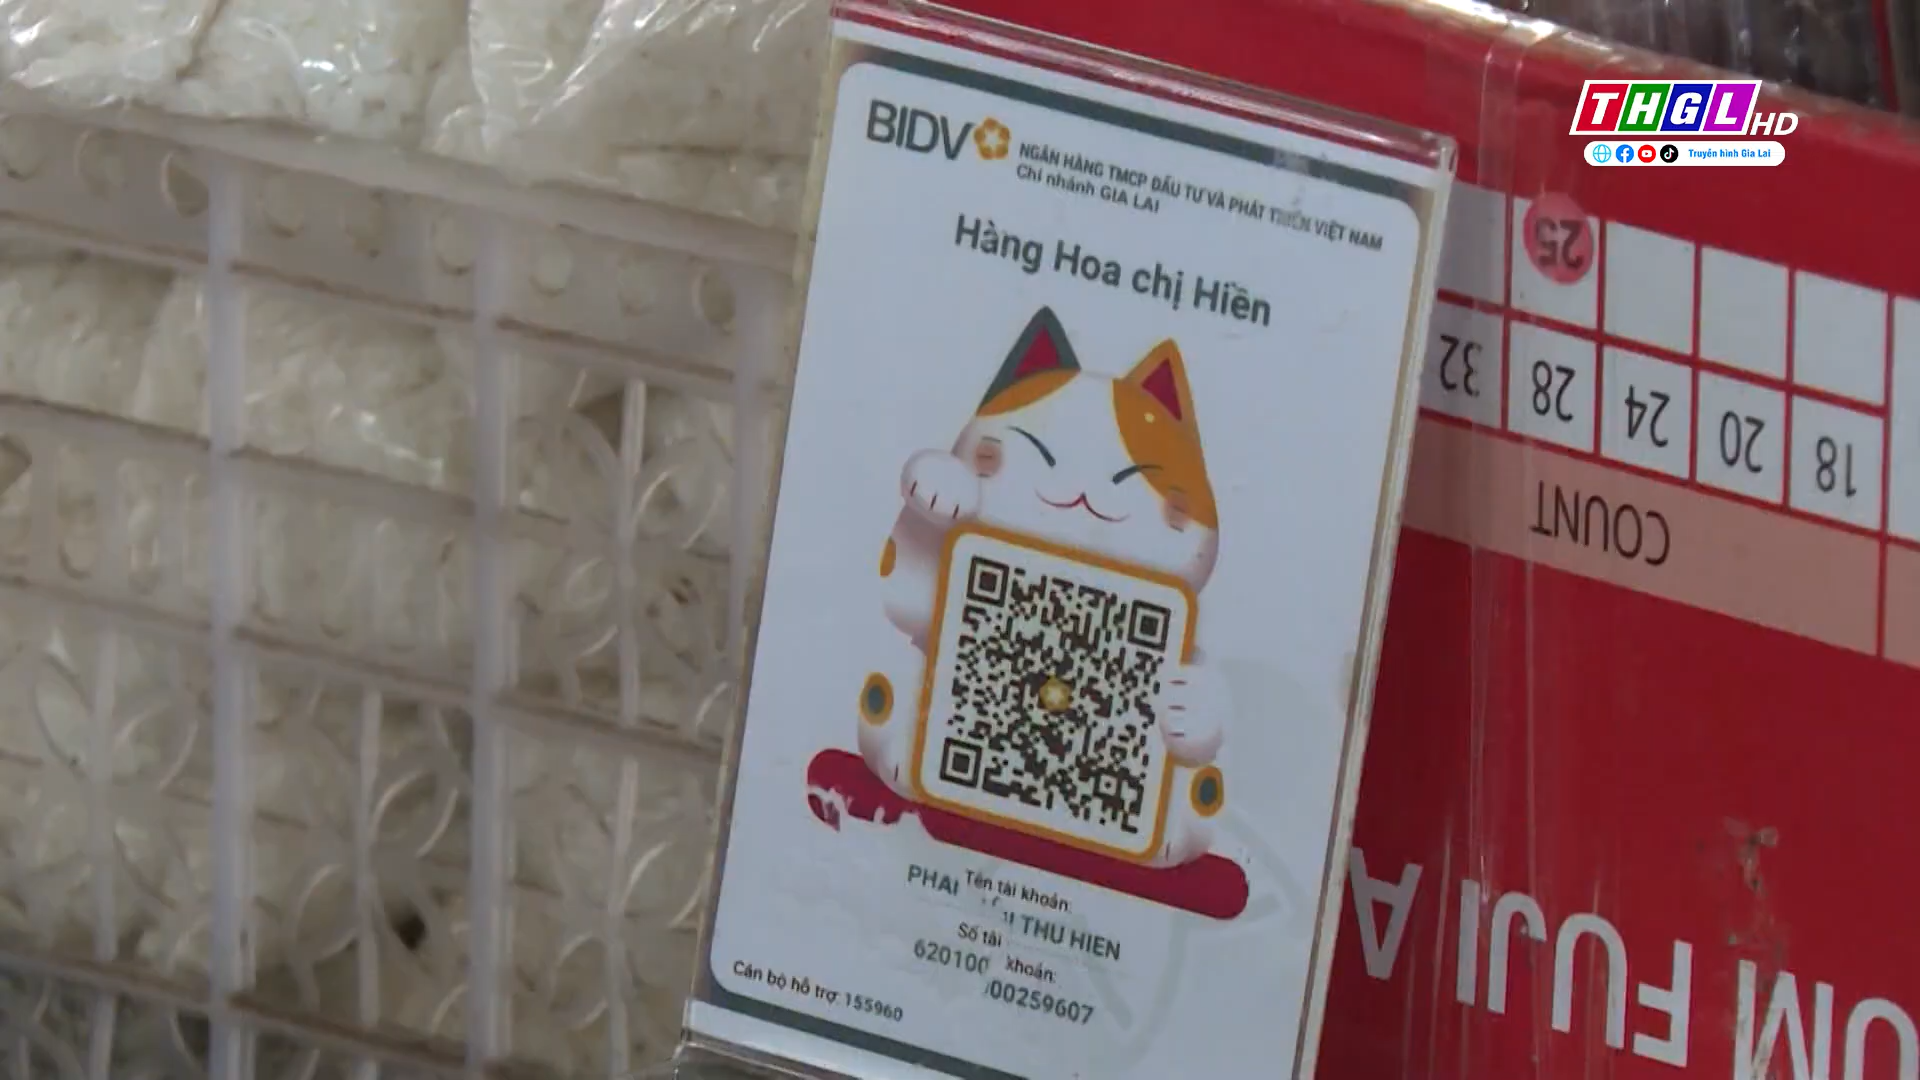 THGL HD
Truyền hình Gia Lai
BIDV
NGÂN HÀNG TMCP ĐẦU TƯ VÀ PHÁT TRIỂN VIỆT NAM
Chi nhánh GIA LAI
Hàng Hoa chị Hiền
Tên tài khoản:
THU HIEN
Số tài khoản:
620100
00259607
Cán bộ hỗ trợ: 155960
25
32 28 24 20 18
COUNT
FUJI A